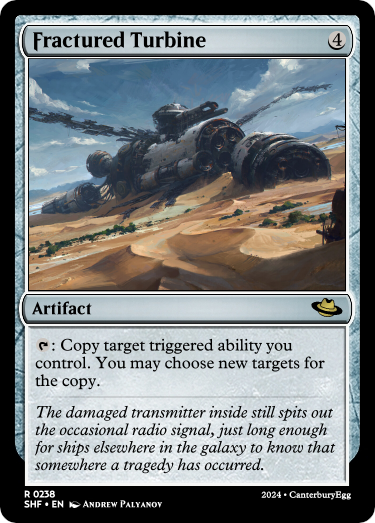 Fractured Turbine 4
Artifact
: Copy target triggered ability you
control. You may choose new targets for
the copy.
The damaged transmitter inside still spits out
the occasional radio signal, just long enough
for ships elsewhere in the galaxy to know that
somewhere a tragedy has occurred.
R 0238
SHF • EN Andrew Palyanov 2024 • CanterburyEgg